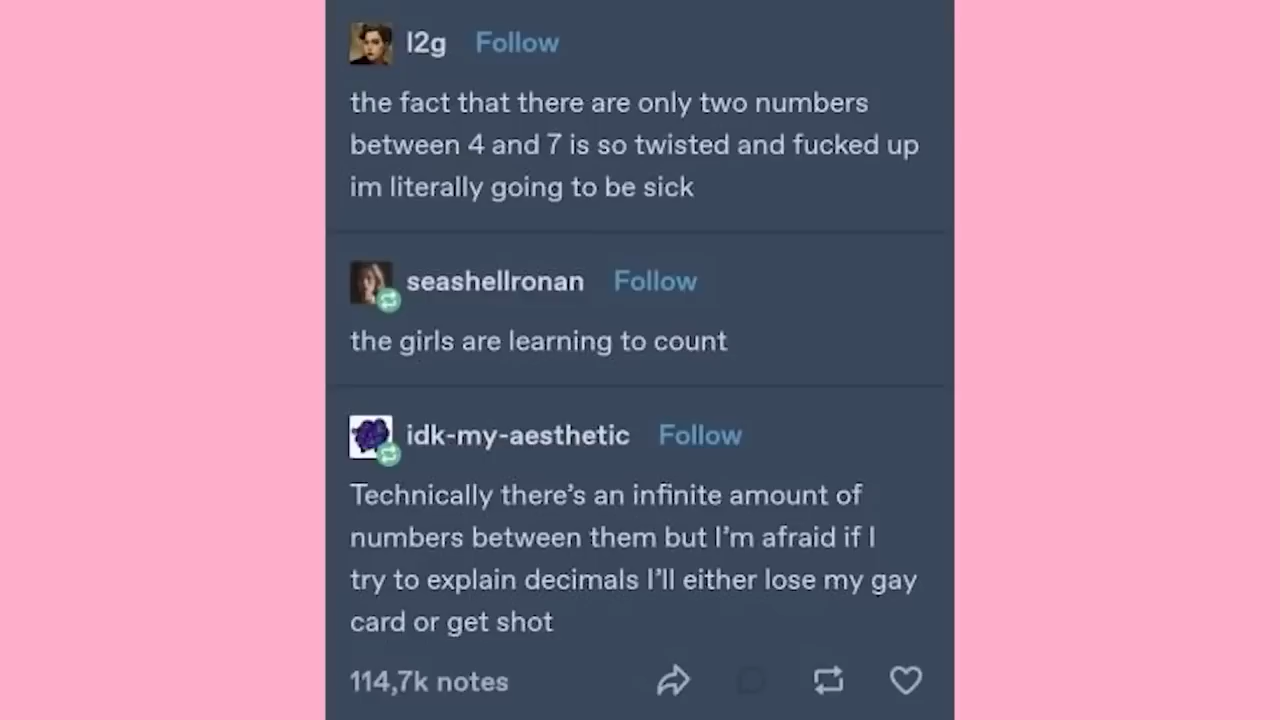 l2g Follow
the fact that there are only two numbers
between 4 and 7 is so twisted and fucked up
im literally going to be sick
seashellronan Follow
the girls are learning to count
idk-my-aesthetic Follow
Technically there’s an infinite amount of
numbers between them but I’m afraid if I
try to explain decimals I’ll either lose my gay
card or get shot
114,7k notes